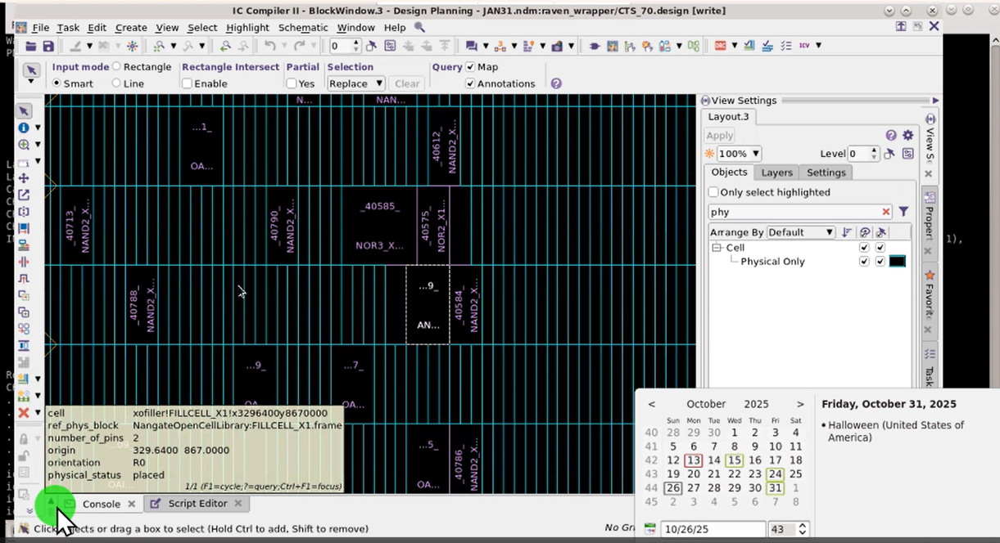 IC Compiler II - BlockWindow.3 - Design Planning - JAN31.ndm:raven_wrapper/CTS_70.design [write]
File Task Edit Create View Select Highlight Schematic Window Help
0
Input mode Rectangle Rectangle Intersect Partial Selection Query Map
Smart Line Enable Yes Replace Clear Annotations
N... NAN...
...1_
OA...
_40612_
NAND2_X...
_40713_
NAND2_X...
_40790_
NAND2_X...
_40585_
NOR3_X...
_40575_
NOR2_X1...
_40788_
NAND2_X...
...9_
AN...
_40584_
NAND2_X...
...9_
OA...
...7_
OA...
...5_
OA...
_40786_
NAND2_X...
cell xofiller!FILLCELL_X1!x3296400y8670000
ref_phys_block NangateOpenCellLibrary:FILLCELL_X1.frame
number_of_pins 2
origin 329.6400 867.0000
orientation R0
physical_status placed
1/1 (F1=cycle;?=query;Ctrl+F1=focus)
Console Script Editor
objects or drag a box to select (Hold Ctrl to add, Shift to remove)
View Settings
Layout.3
Apply
100% Level 0
Objects Layers Settings
Only select highlighted
phy
Arrange By Default
Cell
Physical Only
View S
Propert
Favorit
Task
1),
< October 2025 >
Sun Mon Tue Wed Thu Fri Sat
40 28 29 30 1 2 3 4
41 5 6 7 8 9 10 11
42 12 13 14 15 16 17 18
43 19 20 21 22 23 24 25
44 26 27 28 29 30 31 1
45 2 3 4 5 6 7 8
10/26/25 43
Friday, October 31, 2025
• Halloween (United States of
America)